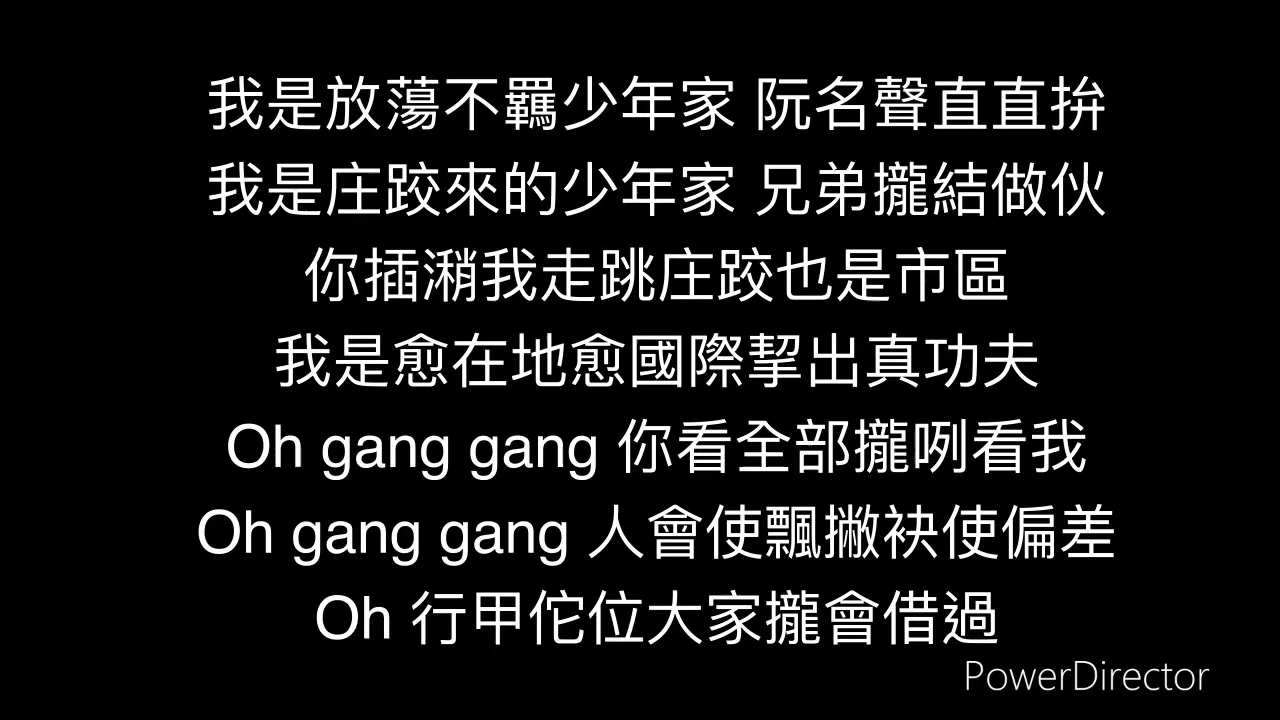 我是放蕩不羈少年家 阮名聲直直拚
我是庄跤來的少年家 兄弟攏結做伙
你插潲我走跳庄跤也是市區
我是愈在地愈國際挈出真功夫
Oh gang gang 你看全部攏咧看我
Oh gang gang 人會使飄撇袂使偏差
Oh 行甲佗位大家攏會借過
PowerDirector